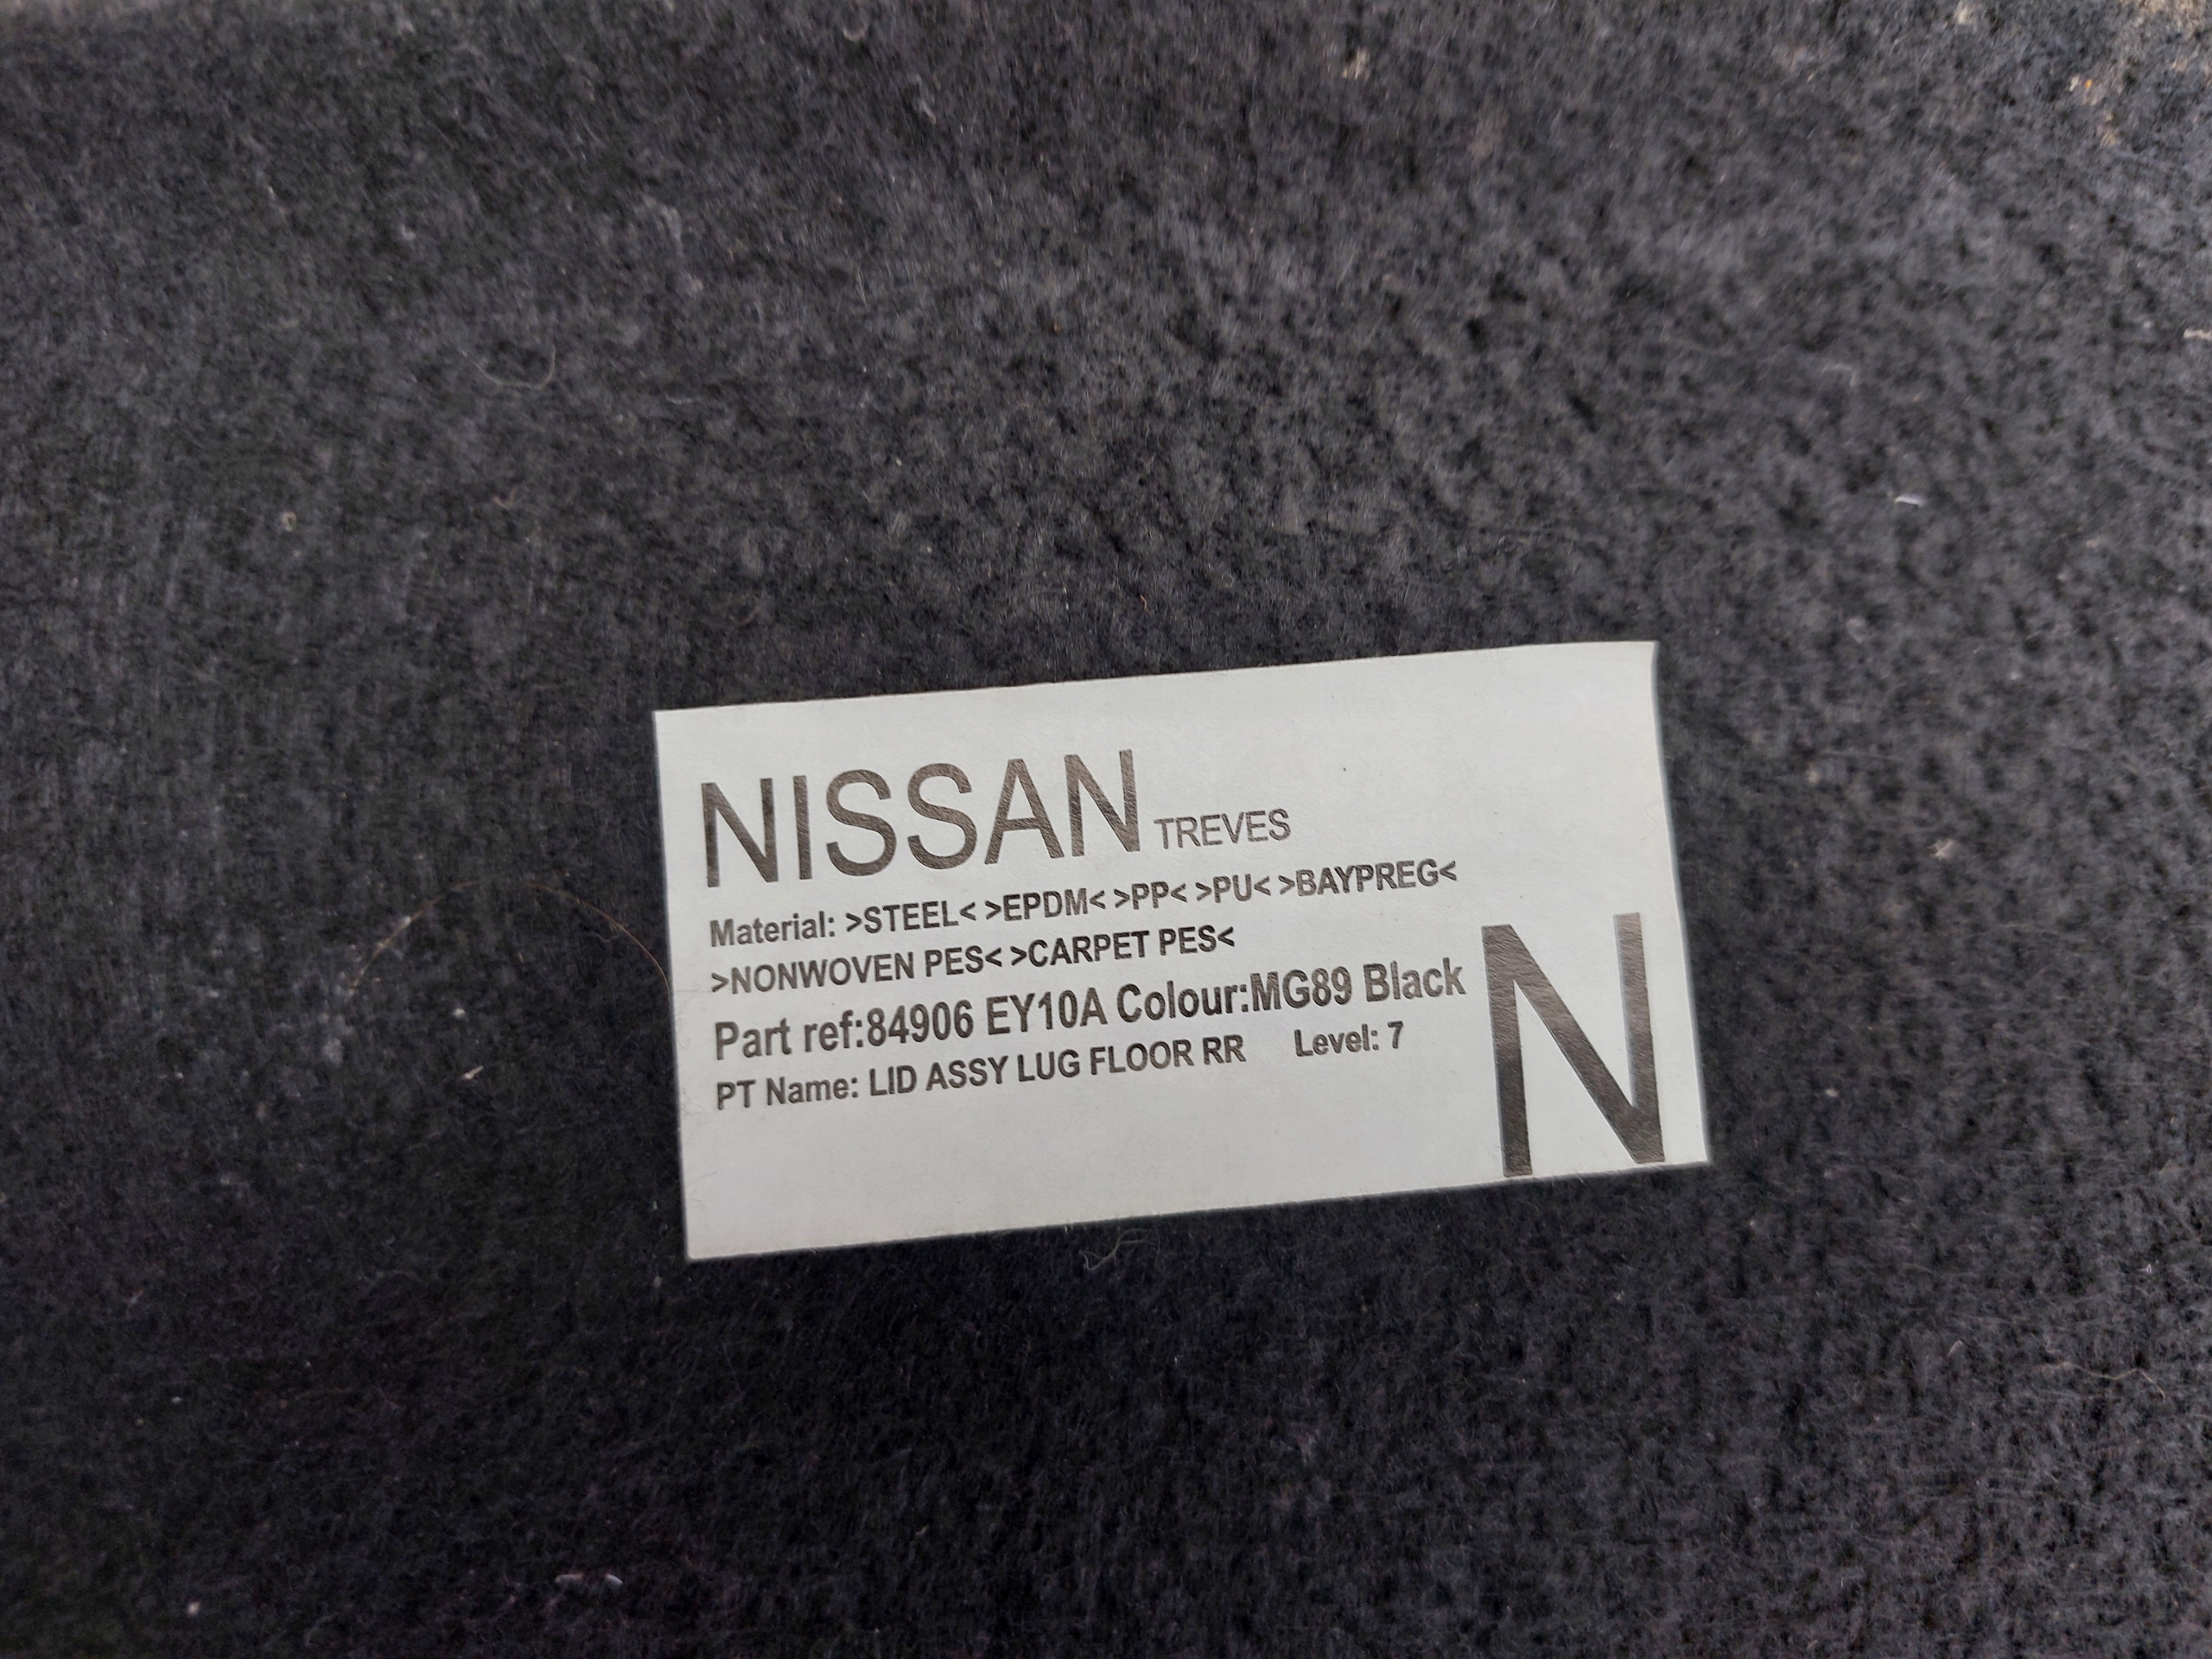 NISSAN TREVES
Material: >STEEL< >EPDM< >PP< >PU< >BAYPREG<
>NONWOVEN PES< >CARPET PES<
Part ref:84906 EY10A Colour:MG89 Black
PT Name: LID ASSY LUG FLOOR RR Level: 7
N